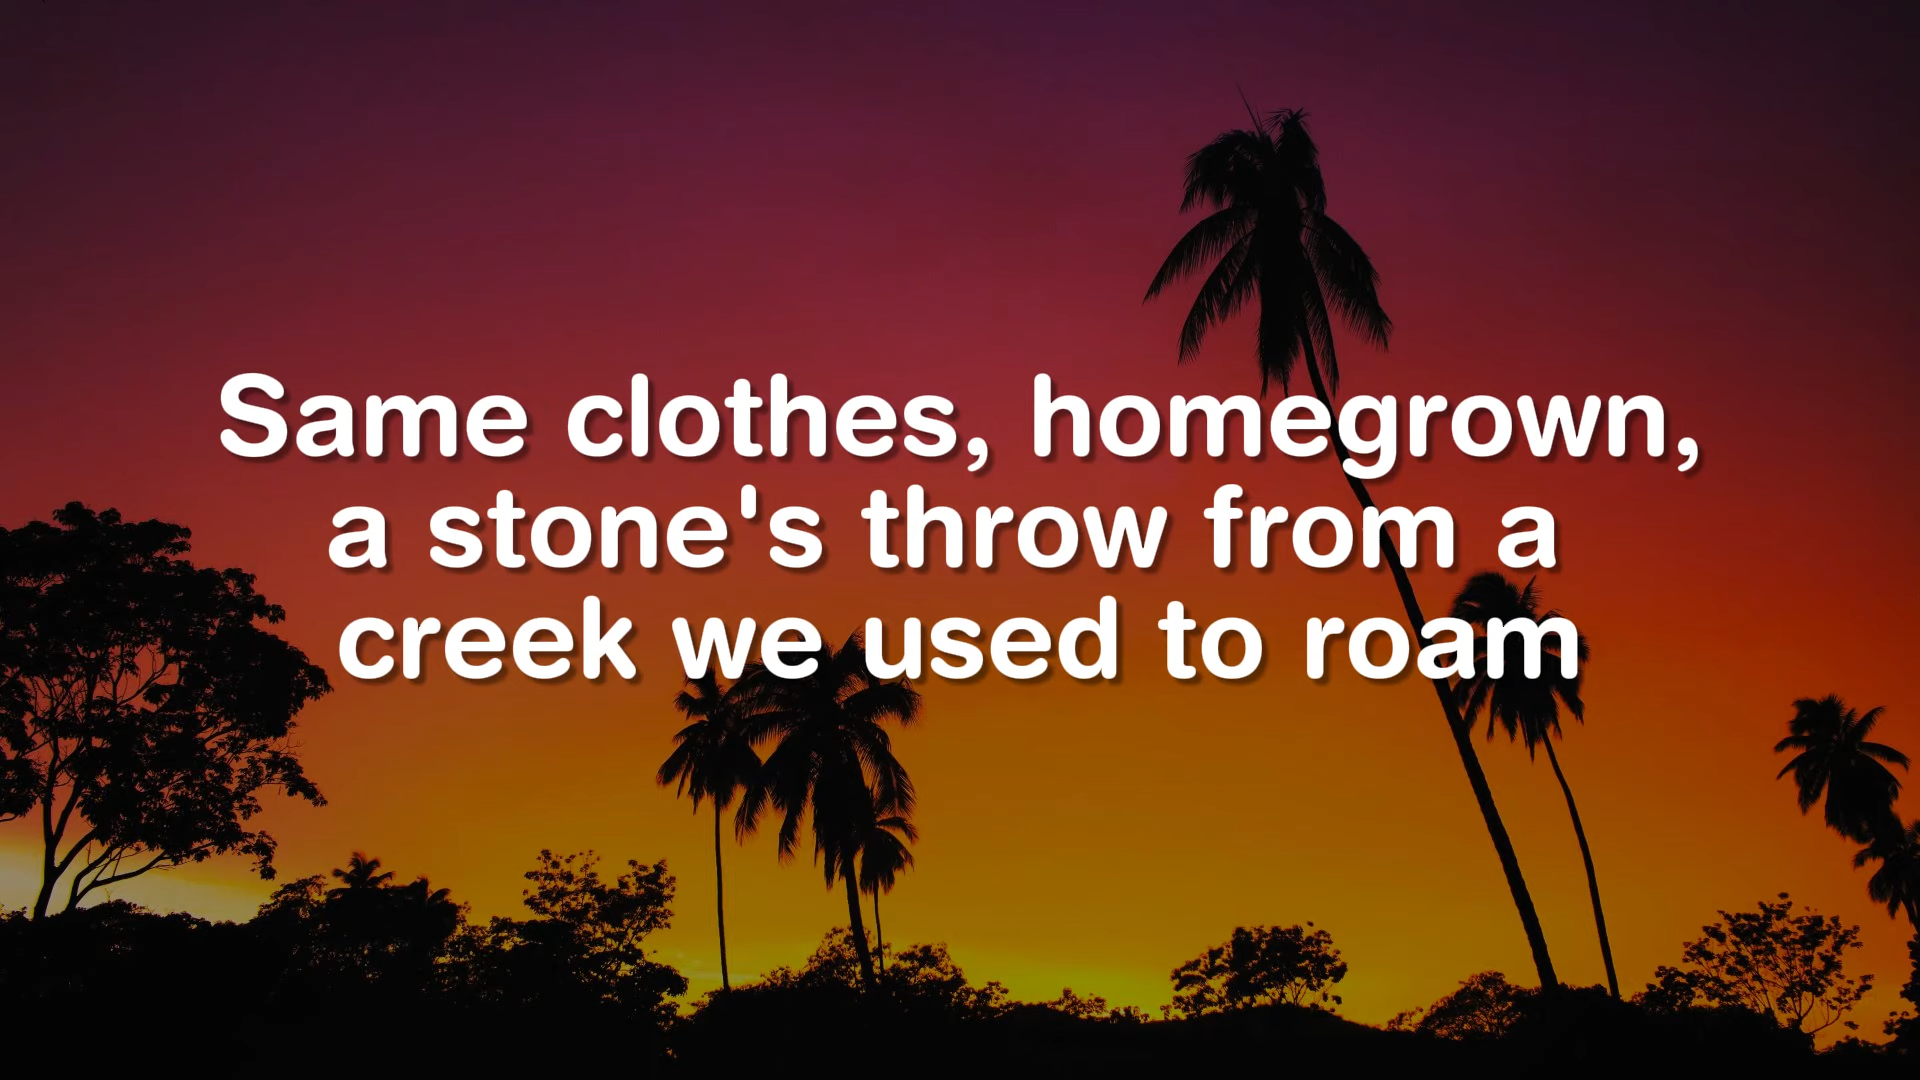 Same clothes, homegrown,
a stone's throw from a
creek we used to roam